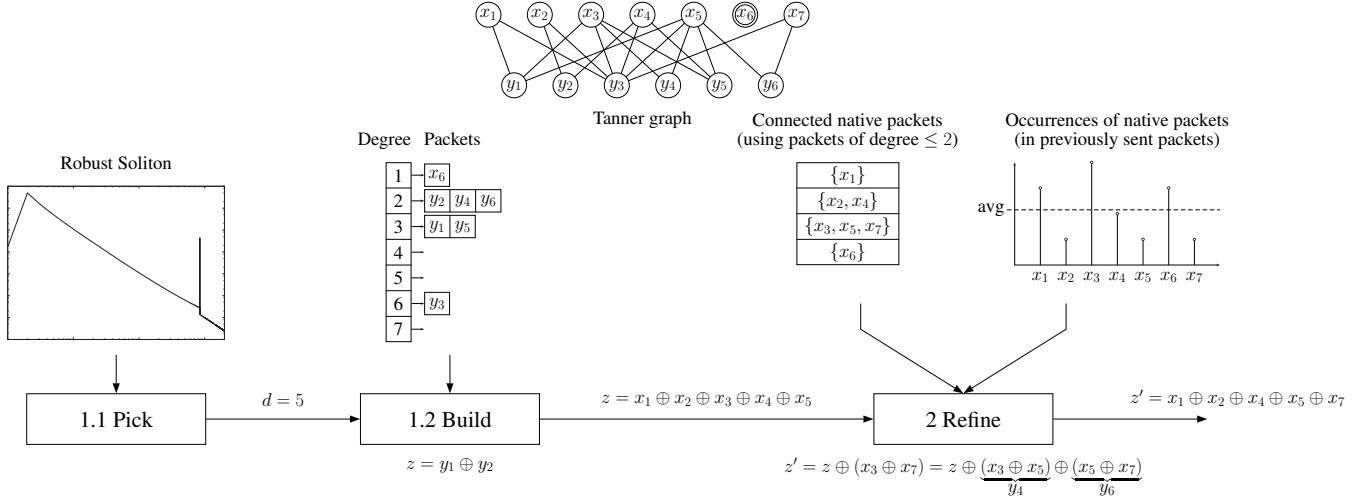 x₁ x₂ x₃ x₄ x₅ x₆ x₇
y₁ y₂ y₃ y₄ y₅ y₆
Tanner graph
Robust Soliton
Degree Packets
1 x₆
2 y₂ y₄ y₆
3 y₁ y₅
4
5
6 y₃
7
Connected native packets
(using packets of degree ≤ 2)
{x₁}
{x₂, x₄}
{x₃, x₅, x₇}
{x₆}
Occurrences of native packets
(in previously sent packets)
avg
x₁ x₂ x₃ x₄ x₅ x₆ x₇
1.1 Pick
d = 5
1.2 Build
z = y₁ ⊕ y₂
z = x₁ ⊕ x₂ ⊕ x₃ ⊕ x₄ ⊕ x₅
2 Refine
z′ = x₁ ⊕ x₂ ⊕ x₄ ⊕ x₅ ⊕ x₇
z′ = z ⊕ (x₃ ⊕ x₇) = z ⊕ (x₃ ⊕ x₅) ⊕ (x₅ ⊕ x₇)
y₄ y₆